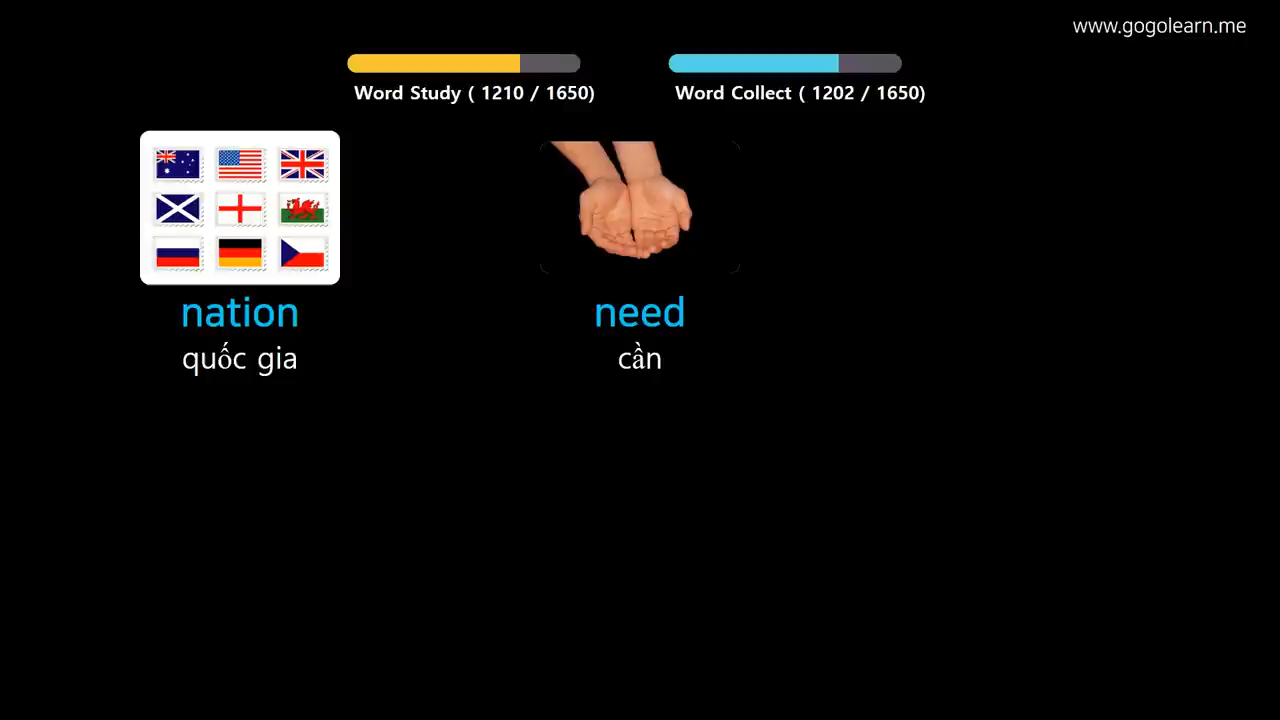 www.gogolearn.me
Word Study ( 1210 / 1650)
Word Collect ( 1202 / 1650)
nation
need
quốc gia
cần